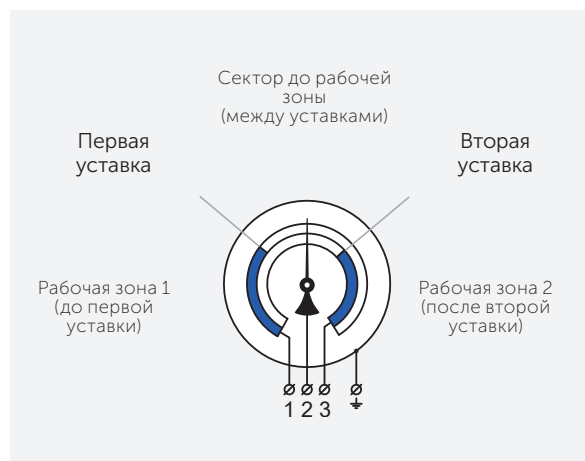 Сектор до рабочей
зоны
(между уставками)
Первая
уставка
Вторая
уставка
Рабочая зона 1
(до первой
уставки)
Рабочая зона 2
(после второй
уставки)
1 2 3